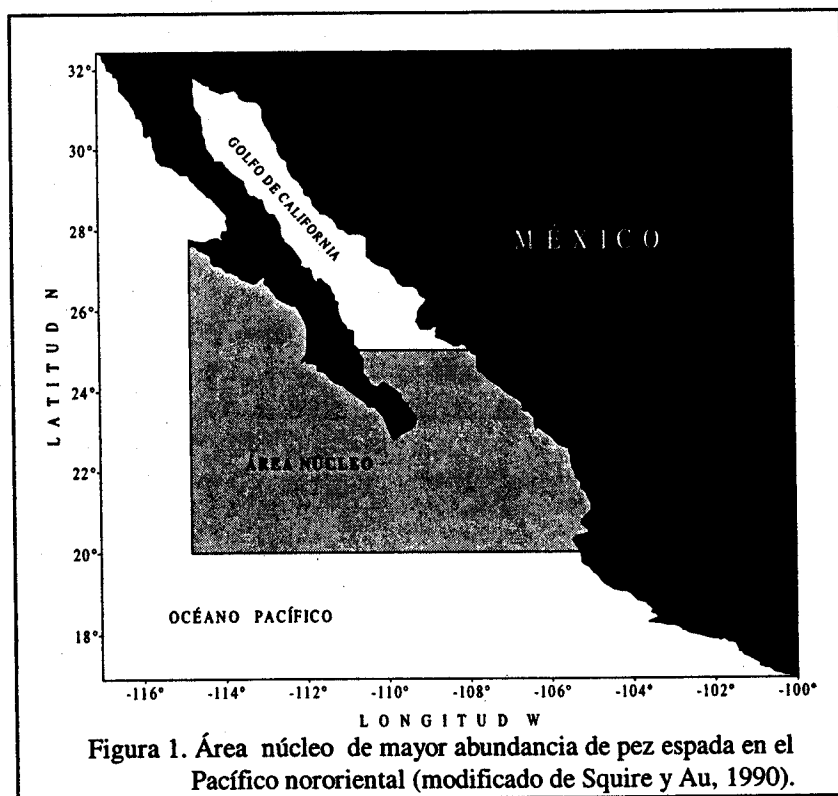 32°
30°
28°
26°
24°
22°
20°
18°
LATITUD N
GOLFO DE CALIFORNIA
MÉXICO
ÁREA NÚCLEO
OCÉANO PACÍFICO
-116° -114° -112° -110° -108° -106° -104° -102° -100°
LONGITUD W
Figura 1. Área núcleo de mayor abundancia de pez espada en el
Pacífico nororiental (modificado de Squire y Au, 1990).